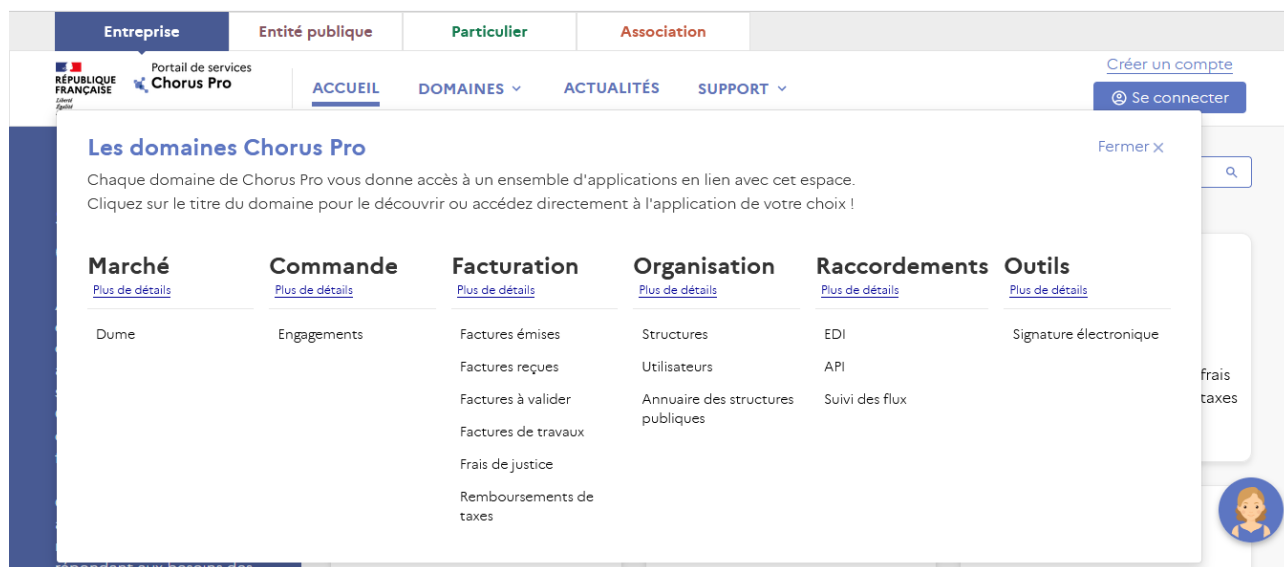 Entreprise
Entité publique
Particulier
Association
RÉPUBLIQUE
FRANÇAISE
Liberté
Égalité
Portail de services
Chorus Pro
ACCUEIL
DOMAINES
ACTUALITÉS
SUPPORT
Créer un compte
Se connecter
Les domaines Chorus Pro
Fermer
Chaque domaine de Chorus Pro vous donne accès à un ensemble d'applications en lien avec cet espace.
Cliquez sur le titre du domaine pour le découvrir ou accédez directement à l'application de votre choix !
Marché
Plus de détails
Dume
Commande
Plus de détails
Engagements
Facturation
Plus de détails
Factures émises
Factures reçues
Factures à valider
Factures de travaux
Frais de justice
Remboursements de
taxes
Organisation
Plus de détails
Structures
Utilisateurs
Annuaire des structures
publiques
Raccordements
Plus de détails
EDI
API
Suivi des flux
Outils
Plus de détails
Signature électronique
frais
taxes
répondant aux besoins des